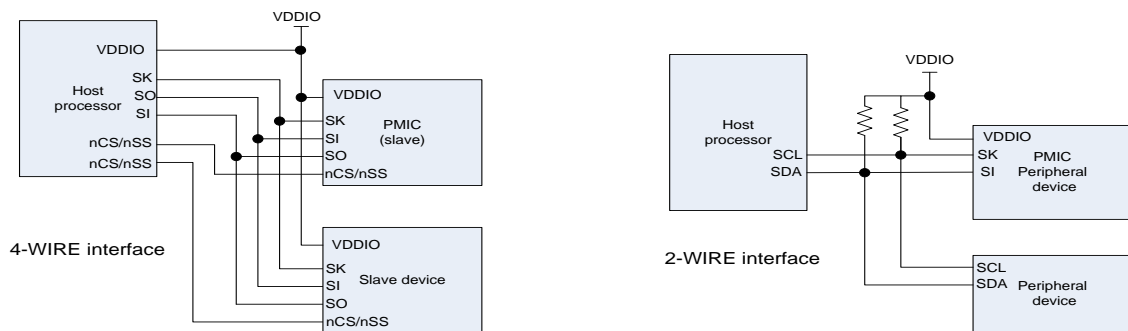 VDDIO
VDDIO
Host
processor
SK
SO
SI
nCS/nSS
nCS/nSS
VDDIO
SK
SI
SO
nCS/nSS
PMIC
(slave)
4-WIRE interface
VDDIO
SK
SI
SO
nCS/nSS
Slave device
VDDIO
Host
processor
SCL
SDA
VDDIO
SK
SI
PMIC
Peripheral
device
2-WIRE interface
SCL
SDA
Peripheral
device